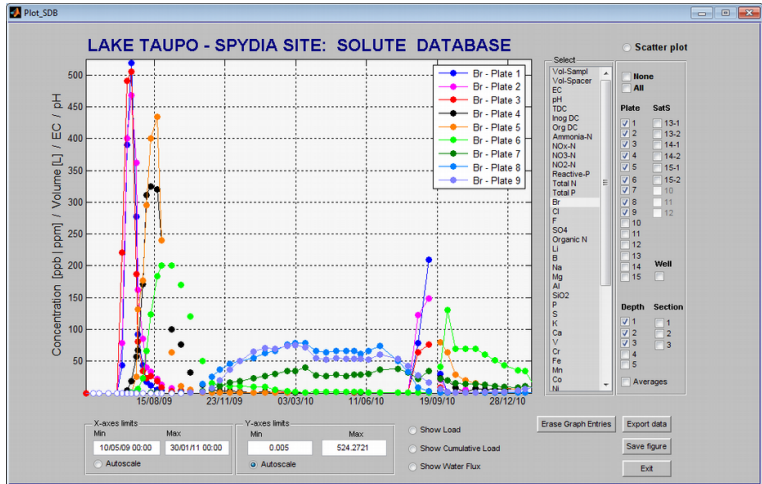 Plot_SDB
LAKE TAUPO - SPYDIA SITE: SOLUTE DATABASE
Concentration [ppb | ppm] / Volume [L] / EC / pH
500
450
400
350
300
250
200
150
100
50
15/08/09
23/11/09
03/03/10
11/06/10
19/09/10
28/12/10
Br - Plate 1
Br - Plate 2
Br - Plate 3
Br - Plate 4
Br - Plate 5
Br - Plate 6
Br - Plate 7
Br - Plate 8
Br - Plate 9
Select
Vol-Sampl
Vol-Spacer
EC
pH
TDC
Inog DC
Org DC
Ammonia-N
NOx-N
NO3-N
NO2-N
Reactive-P
Total N
Total P
Br
Cl
F
SO4
Organic N
Li
B
Na
Mg
Al
SiO2
P
S
K
Ca
V
Cr
Fe
Mn
Co
Ni
Scatter plot
None
All
Plate SatS
1 13-1
2 13-2
3 14-1
4 14-2
5 15-1
6 15-2
7 10
8 11
9 12
10
11
12
13
14 Well
15
Depth Section
1 1
2 2
3 3
4
5
Averages
X-axes limits
Min Max
10/05/09 00:00 30/01/11 00:00
Autoscale
Y-axes limits
Min Max
0.005 524.2721
Autoscale
Show Load
Show Cumulative Load
Show Water Flux
Erase Graph Entries
Export data
Save figure
Exit